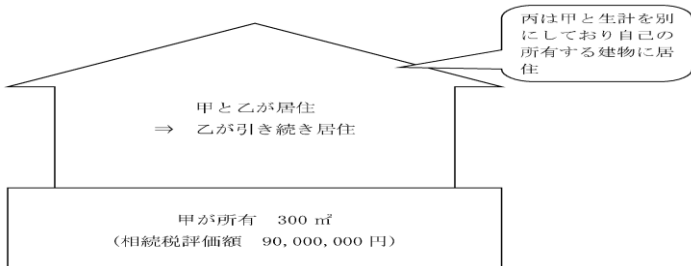 丙は甲と生計を別
にしており自己の
所有する建物に居
住
甲と乙が居住
⇒ 乙が引き続き居住
甲が所有 300 ㎡
(相続税評価額 90,000,000 円)